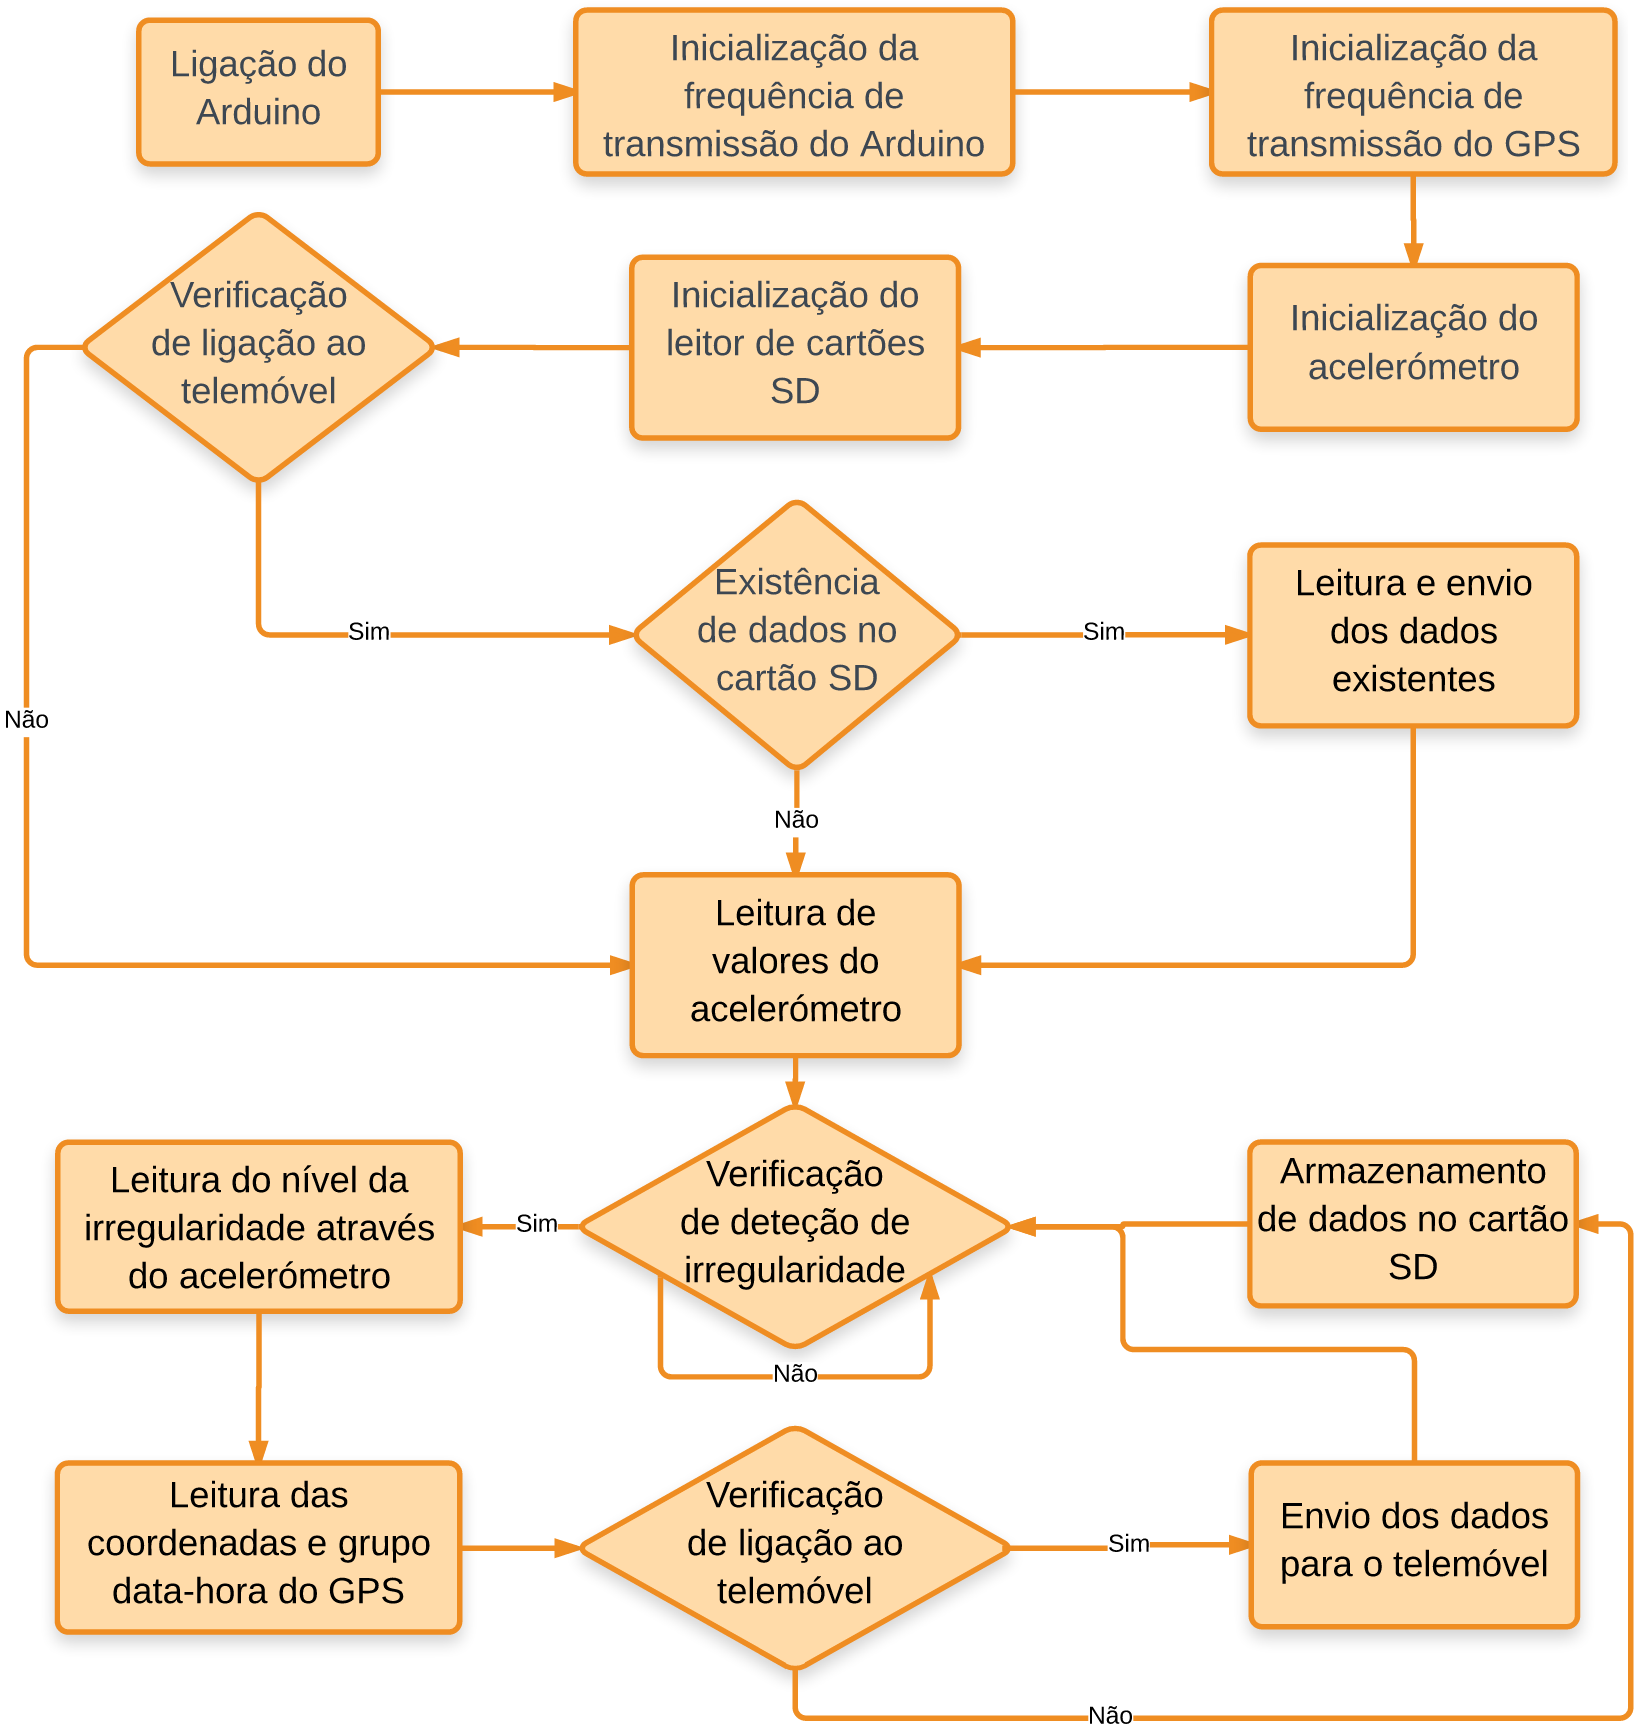 Ligação do
Arduino
Inicialização da
frequência de
transmissão do Arduino
Inicialização da
frequência de
transmissão do GPS
Verificação
de ligação ao
telemóvel
Inicialização do
leitor de cartões
SD
Inicialização do
acelerómetro
Existência
de dados no
cartão SD
Leitura e envio
dos dados
existentes
Sim
Sim
Não
Não
Leitura de
valores do
acelerómetro
Leitura do nível da
irregularidade através
do acelerómetro
Sim
Verificação
de deteção de
irregularidade
Armazenamento
de dados no cartão
SD
Não
Leitura das
coordenadas e grupo
data-hora do GPS
Verificação
de ligação ao
telemóvel
Sim
Envio dos dados
para o telemóvel
Não